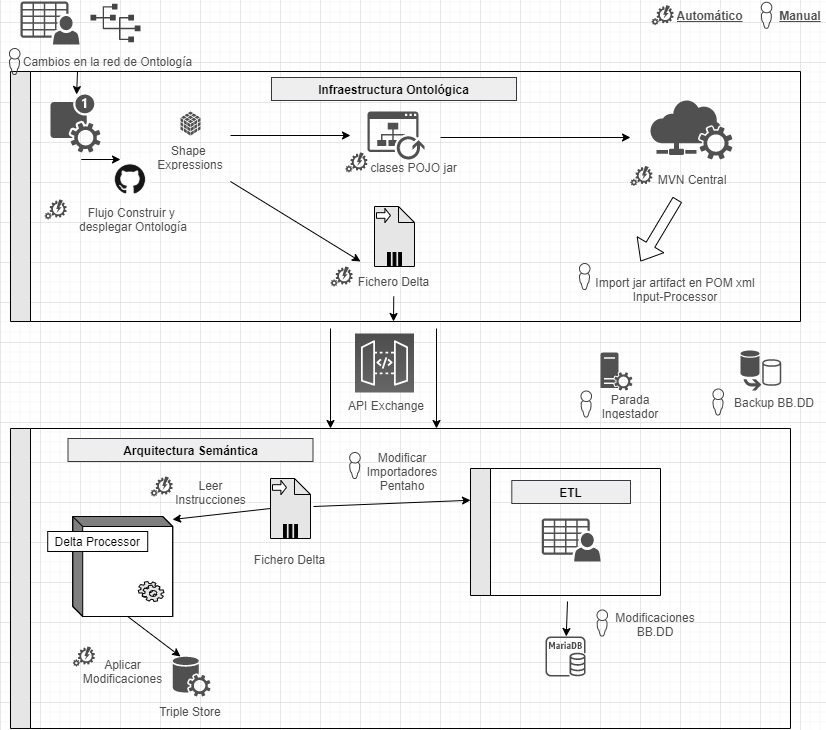 Automático
Manual
Cambios en la red de Ontología
Infraestructura Ontológica
1
Shape
Expressions
clases POJO jar
MVN Central
Flujo Construir y
desplegar Ontología
Fichero Delta
Import jar artifact en POM xml
Input-Processor
API Exchange
Parada
Ingestador
Backup BB.DD
Arquitectura Semántica
Leer
Instrucciones
Modificar
Importadores
Pentaho
ETL
Delta Processor
Fichero Delta
Modificaciones
BB.DD
MariaDB
Aplicar
Modificaciones
Triple Store